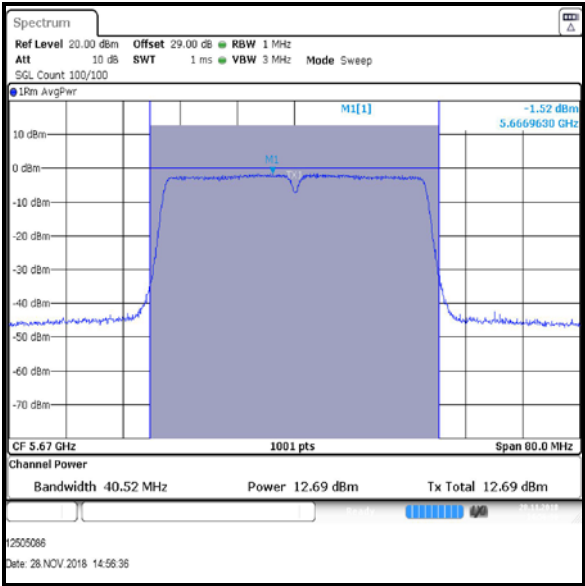 Spectrum
Ref Level 20.00 dBm Offset 29.00 dB RBW 1 MHz
Att 10 dB SWT 1 ms VBW 3 MHz Mode Sweep
SGL Count 100/100
1Rm AvgPwr
M1[1] -1.52 dBm
5.6669630 GHz
10 dBm
M1
0 dBm
-10 dBm
-20 dBm
-30 dBm
-40 dBm
-50 dBm
-60 dBm
-70 dBm
CF 5.67 GHz 1001 pts Span 80.0 MHz
Channel Power
Bandwidth 40.52 MHz Power 12.69 dBm Tx Total 12.69 dBm
12505086
Date: 28.NOV.2018 14:56:36